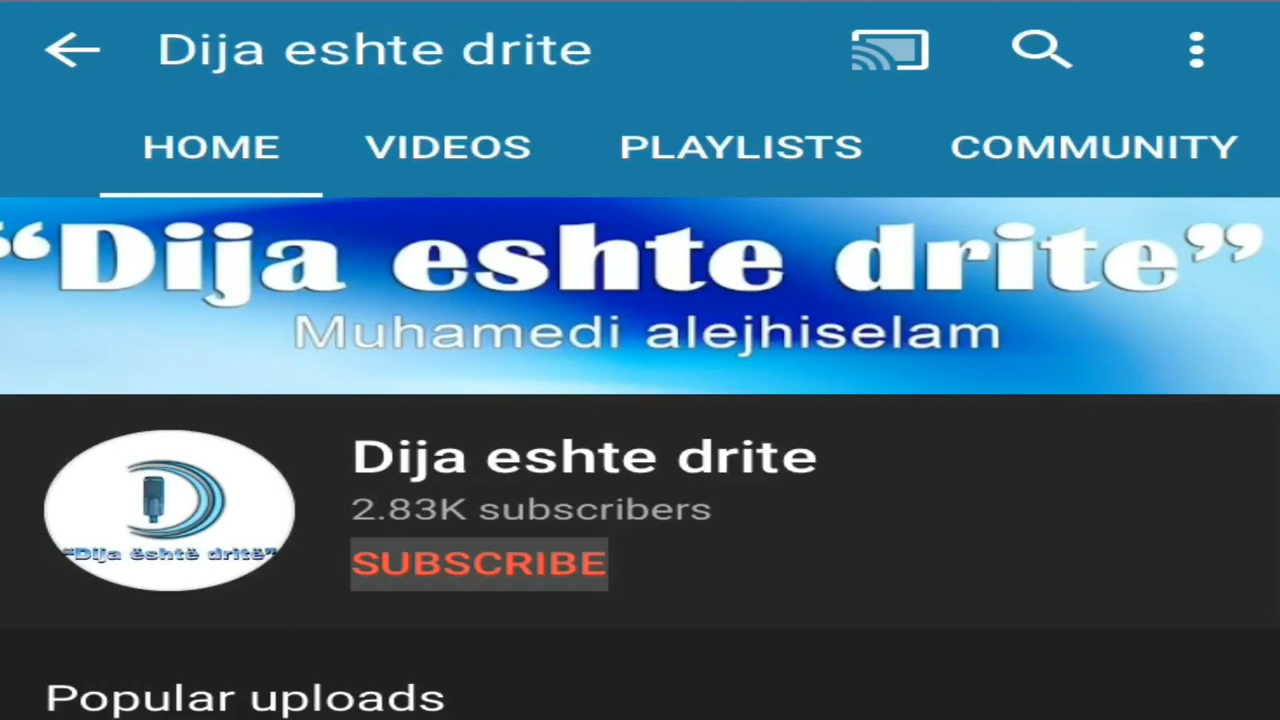 Dija eshte drite
HOME VIDEOS PLAYLISTS COMMUNITY
“Dija eshte drite”
Muhamedi alejhiselam
Dija eshte drite
2.83K subscribers
“Dija është dritë”
SUBSCRIBE
Popular uploads